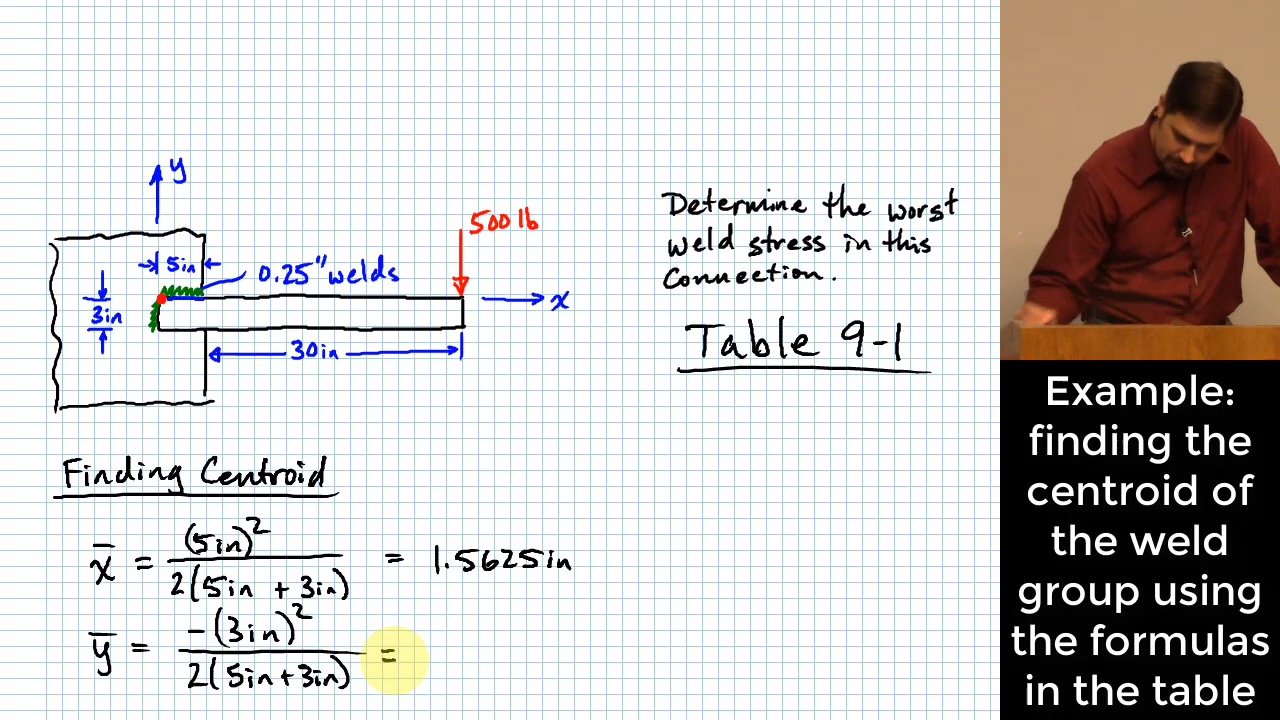 y
500 lb
5in
0.25" welds
3in
x
30in
Determine the worst
weld stress in this
Connection.
Table 9-1
Finding Centroid
x̄ = (5in)² / 2(5in + 3in) = 1.5625in
ȳ = -(3in)² / 2(5in+3in) =
Example:
finding the
centroid of
the weld
group using
the formulas
in the table